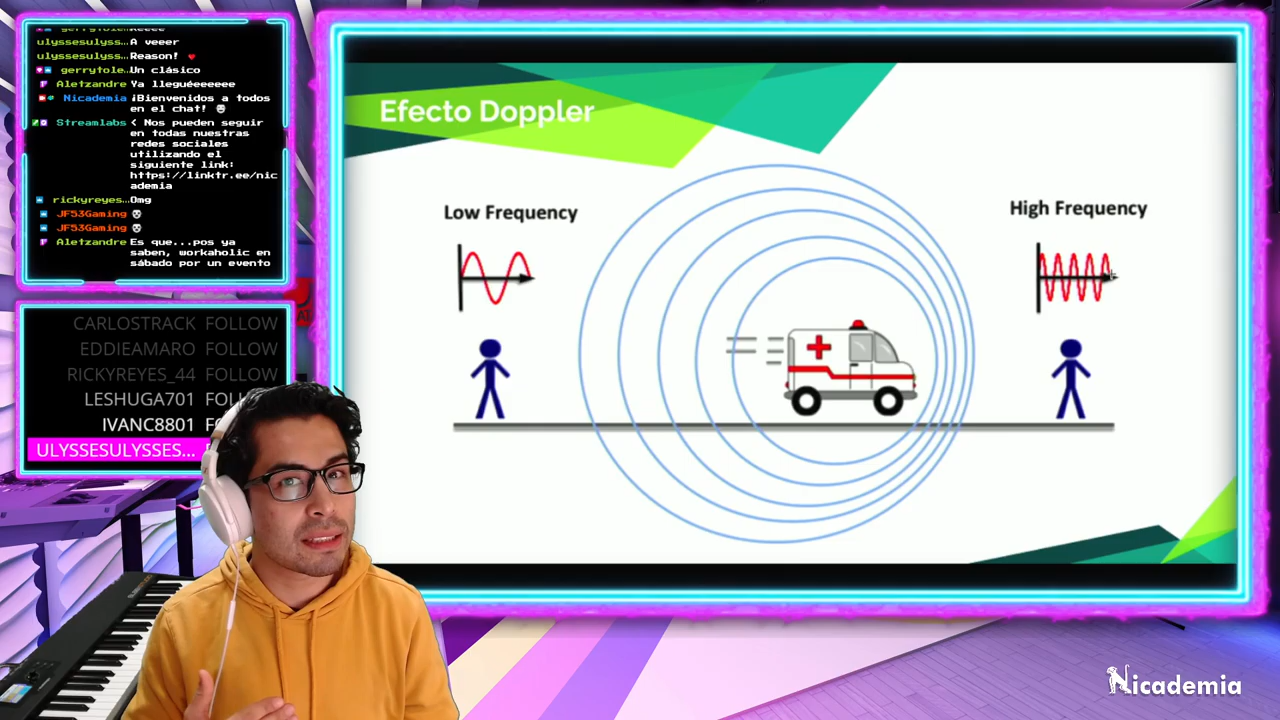 ulyssesulyss…A veeer
ulyssesulyss…Reason!
gerrytole…Un clásico
Aletzandre Ya lleguéeeeee
Nicademia ¡Bienvenidos a todos
en el chat!
Streamlabs < Nos pueden seguir
en todas nuestras
redes sociales
utilizando el
siguiente link:
https://linktr.ee/nic
ademia
rickyreyes…Omg
JF53Gaming
JF53Gaming
Aletzandre Es que...pos ya
saben, workaholic en
sábado por un evento
CARLOSTRACK FOLLOW
EDDIEAMARO FOLLOW
RICKYREYES_44 FOLLOW
LESHUGA701
IVANC8801
ULYSSESULYSSES...
Efecto Doppler
Low Frequency
High Frequency
Nicademia